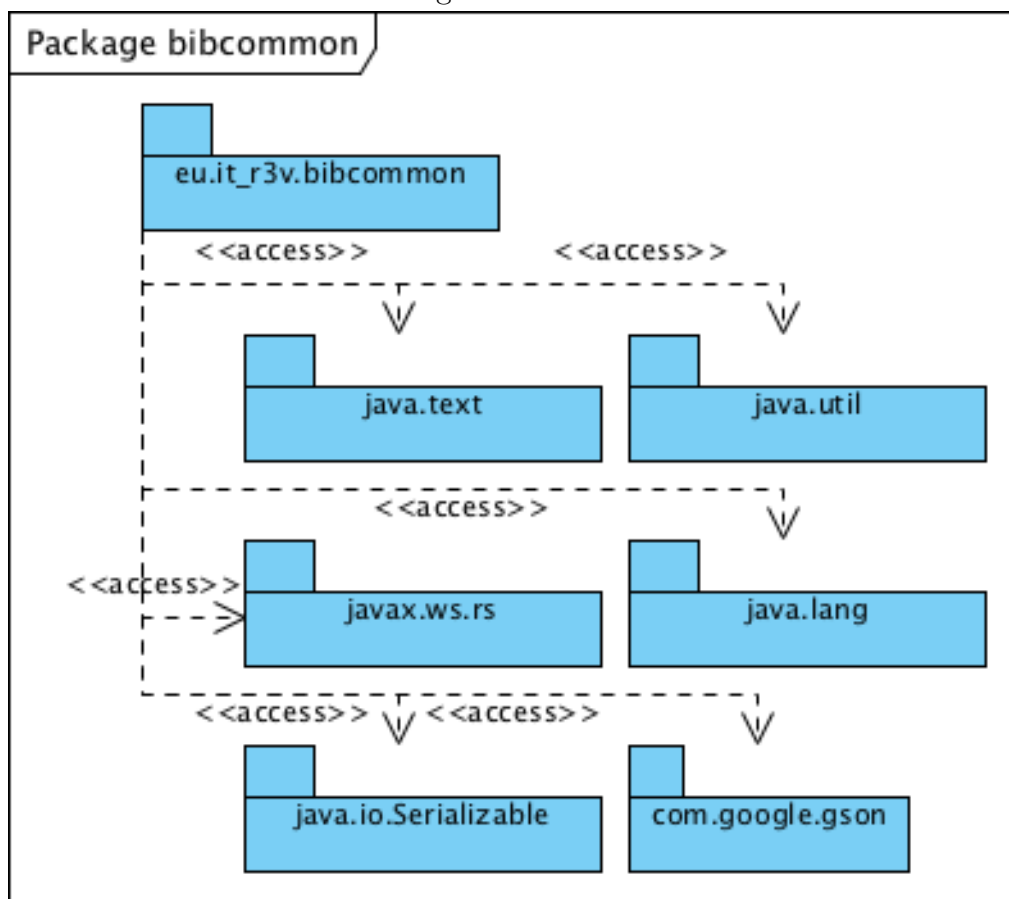 Package bibcommon
eu.it_r3v.bibcommon
<<access>> <<access>>
java.text java.util
<<access>>
<<access>>
javax.ws.rs java.lang
<<access>> <<access>>
java.io.Serializable com.google.gson